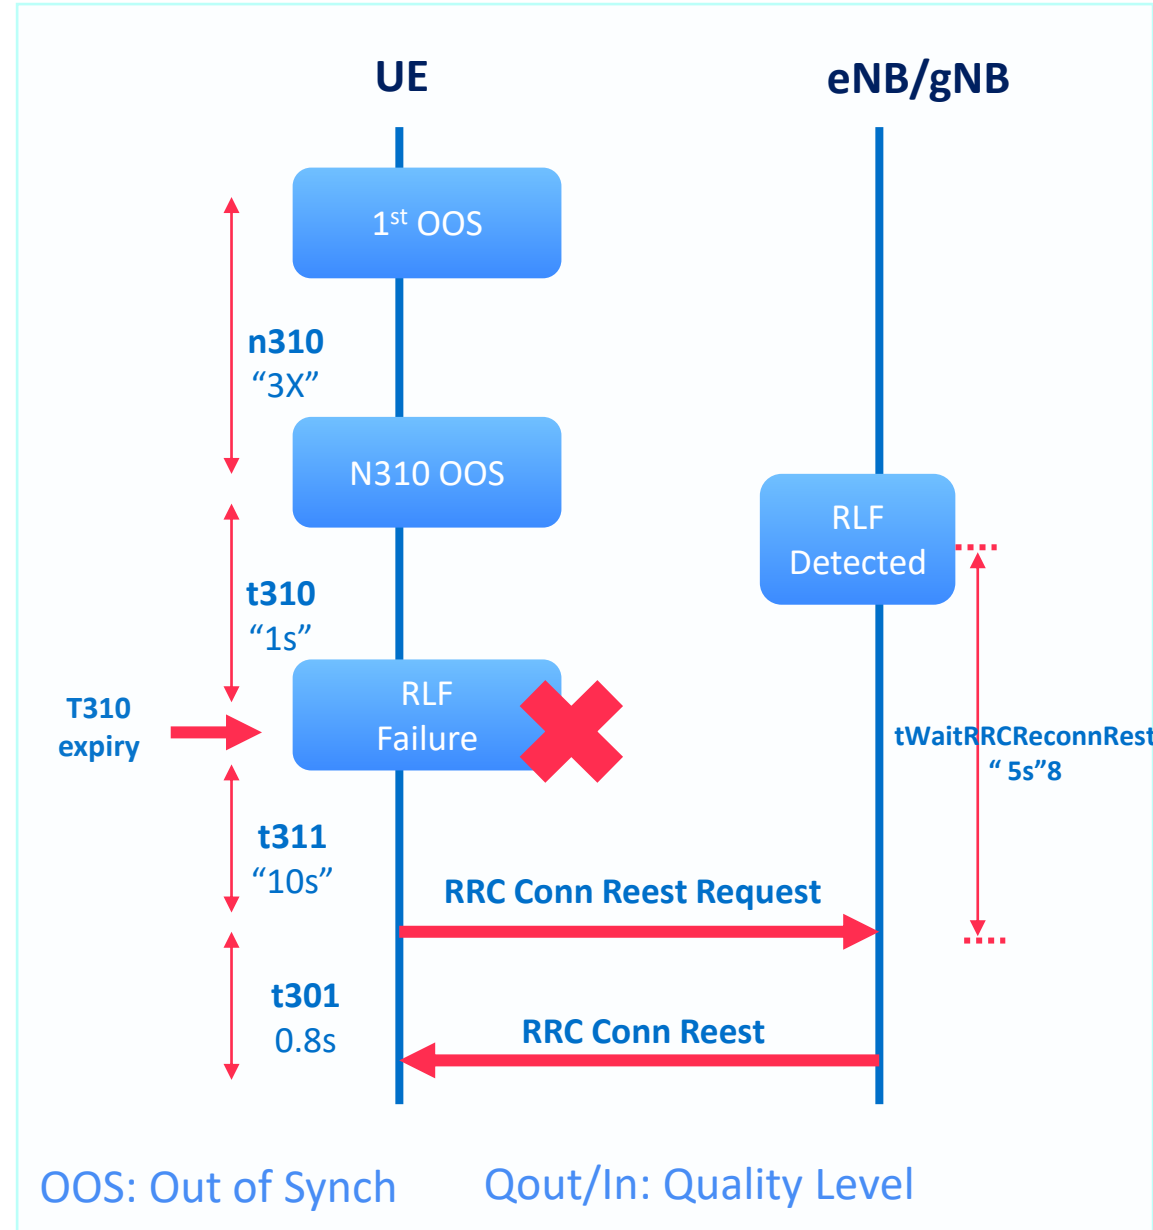 UE
eNB/gNB
1st OOS
n310
“3X”
N310 OOS
RLF
Detected
t310
“1s”
RLF
Failure
T310
expiry
tWaitRRCReconnRest
“ 5s”8
t311
“10s”
RRC Conn Reest Request
t301
0.8s
RRC Conn Reest
OOS: Out of Synch
Qout/In: Quality Level